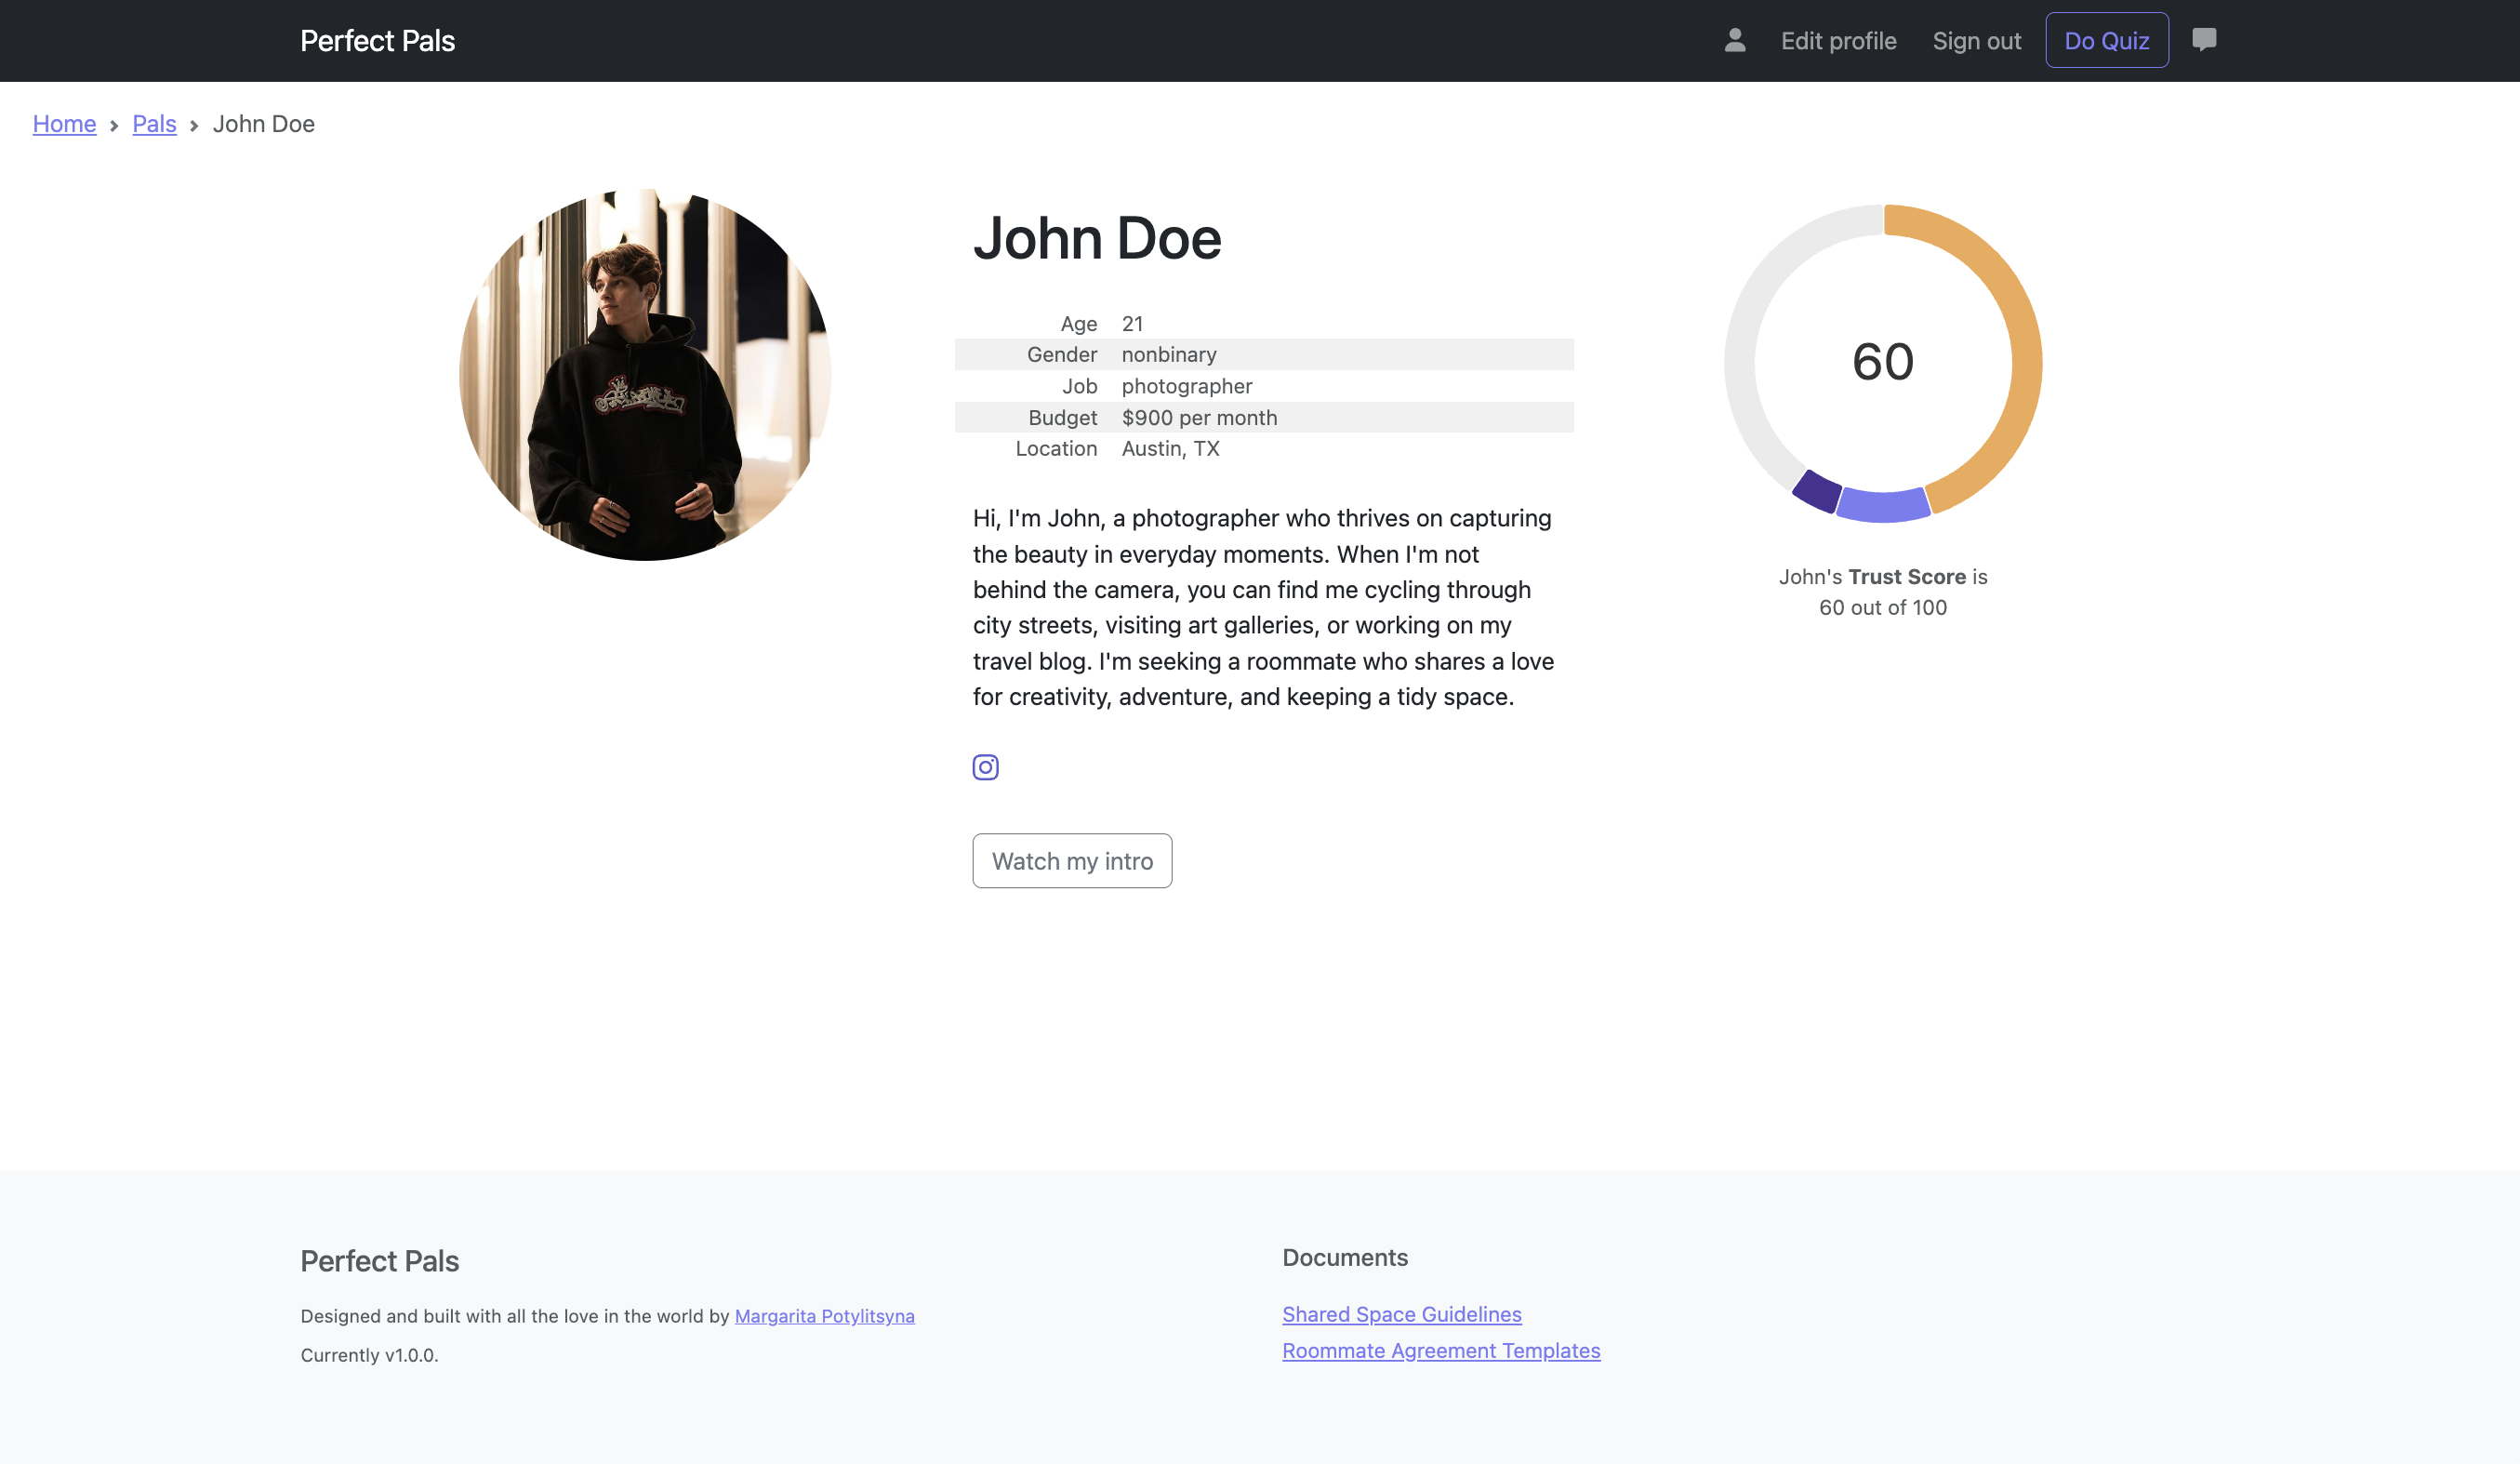 Perfect Pals
Edit profile
Sign out
Do Quiz
Home › Pals › John Doe
John Doe
Age 21
Gender nonbinary
Job photographer
Budget $900 per month
Location Austin, TX
Hi, I'm John, a photographer who thrives on capturing
the beauty in everyday moments. When I'm not
behind the camera, you can find me cycling through
city streets, visiting art galleries, or working on my
travel blog. I'm seeking a roommate who shares a love
for creativity, adventure, and keeping a tidy space.
Watch my intro
60
John's Trust Score is
60 out of 100
Perfect Pals
Designed and built with all the love in the world by Margarita Potylitsyna
Currently v1.0.0.
Documents
Shared Space Guidelines
Roommate Agreement Templates